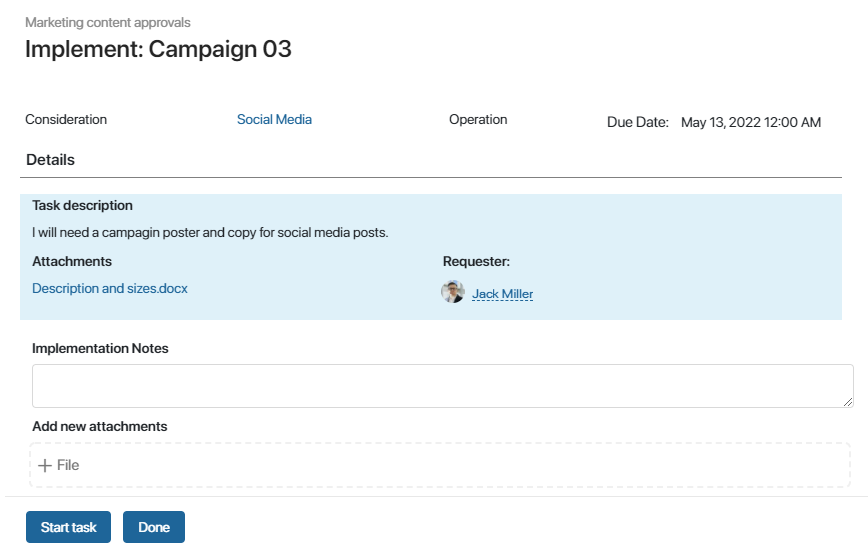 Marketing content approvals
Implement: Campaign 03
Consideration Social Media Operation Due Date: May 13, 2022 12:00 AM
Details
Task description
I will need a campagin poster and copy for social media posts.
Attachments Requester:
Description and sizes.docx Jack Miller
Implementation Notes
Add new attachments
+ File
Start task Done